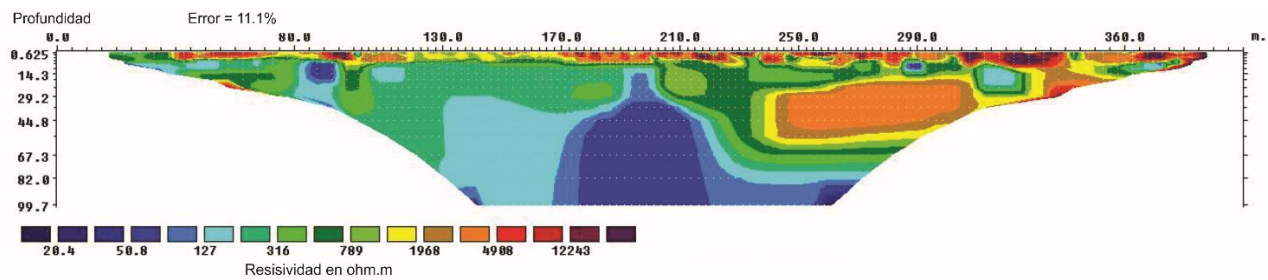 Profundidad Error = 11.1%
0.0 80.0 130.0 170.0 210.0 250.0 290.0 360.0 m.
0.625
14.3
29.2
44.8
67.3
82.0
99.7
20.4 50.8 127 316 789 1968 4908 12243
Resisividad en ohm.m